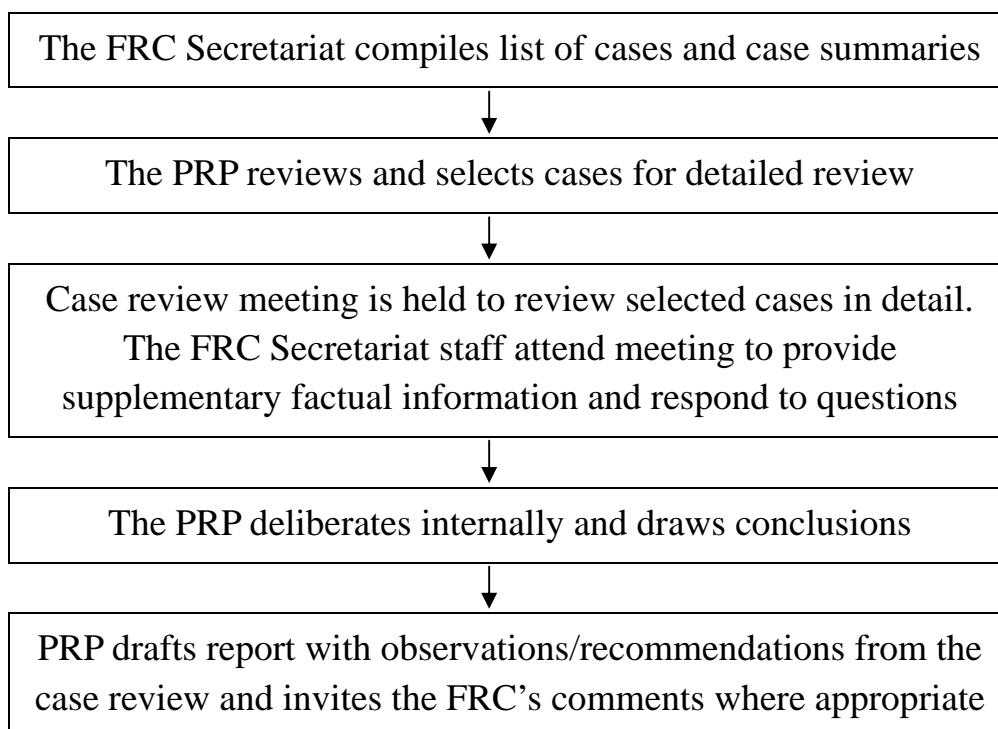 The FRC Secretariat compiles list of cases and case summaries
The PRP reviews and selects cases for detailed review
Case review meeting is held to review selected cases in detail.
The FRC Secretariat staff attend meeting to provide
supplementary factual information and respond to questions
The PRP deliberates internally and draws conclusions
PRP drafts report with observations/recommendations from the
case review and invites the FRC’s comments where appropriate